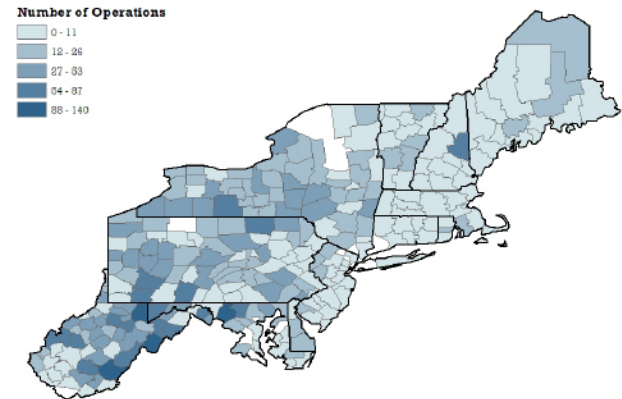 Number of Operations
0 - 11
12 - 26
27 - 53
54 - 87
88 - 140